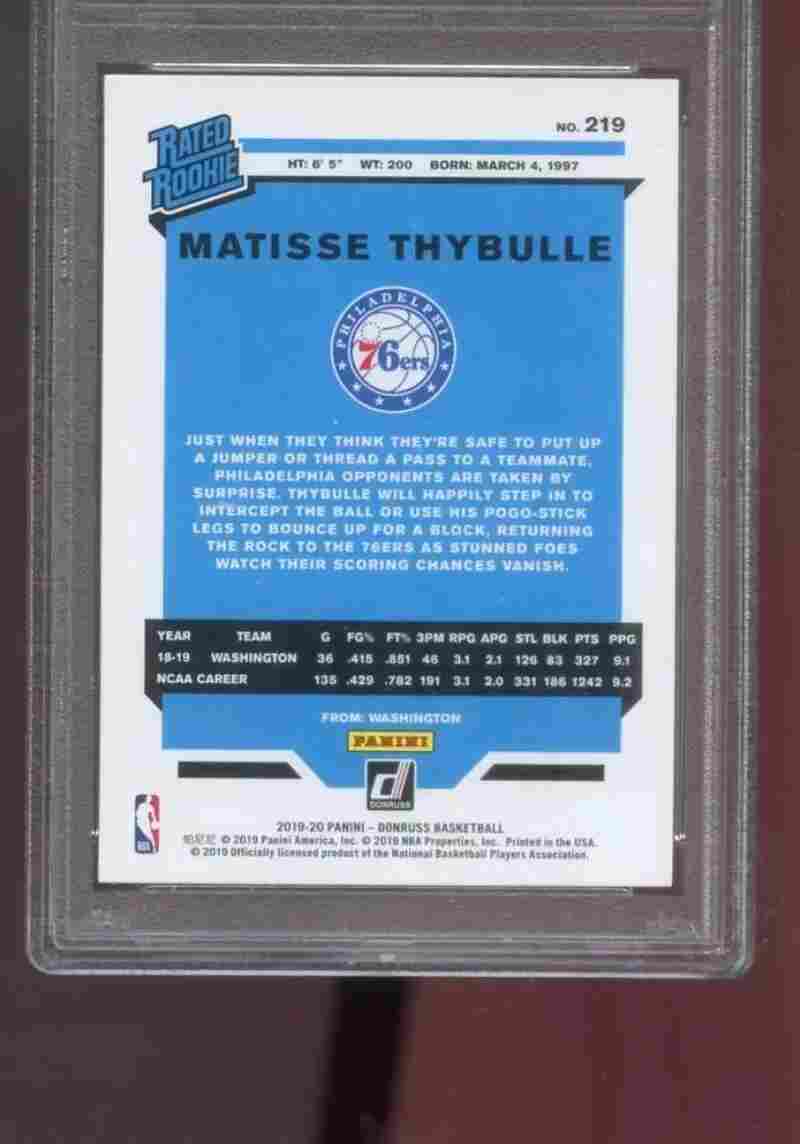 RATED
ROOKIE
NO. 219
HT: 6' 5" WT: 200 BORN: MARCH 4, 1997
MATISSE THYBULLE
PHILADELPHIA
76ers
JUST WHEN THEY THINK THEY'RE SAFE TO PUT UP
A JUMPER OR THREAD A PASS TO A TEAMMATE,
PHILADELPHIA OPPONENTS ARE TAKEN BY
SURPRISE. THYBULLE WILL HAPPILY STEP IN TO
INTERCEPT THE BALL OR USE HIS POGO-STICK
LEGS TO BOUNCE UP FOR A BLOCK, RETURNING
THE ROCK TO THE 76ERS AS STUNNED FOES
WATCH THEIR SCORING CHANCES VANISH.
YEAR TEAM G FG% FT% 3PM RPG APG STL BLK PTS PPG
18-19 WASHINGTON 36 .415 .851 46 3.1 2.1 126 83 327 9.1
NCAA CAREER 135 .429 .782 191 3.1 2.0 331 186 1242 9.2
FROM: WASHINGTON
PANINI
d
DONRUSS
NBA
2019-20 PANINI – DONRUSS BASKETBALL
帕尼尼 © 2019 Panini America, Inc. © 2019 NBA Properties, Inc. Printed in the USA.
© 2019 Officially licensed product of the National Basketball Players Association.